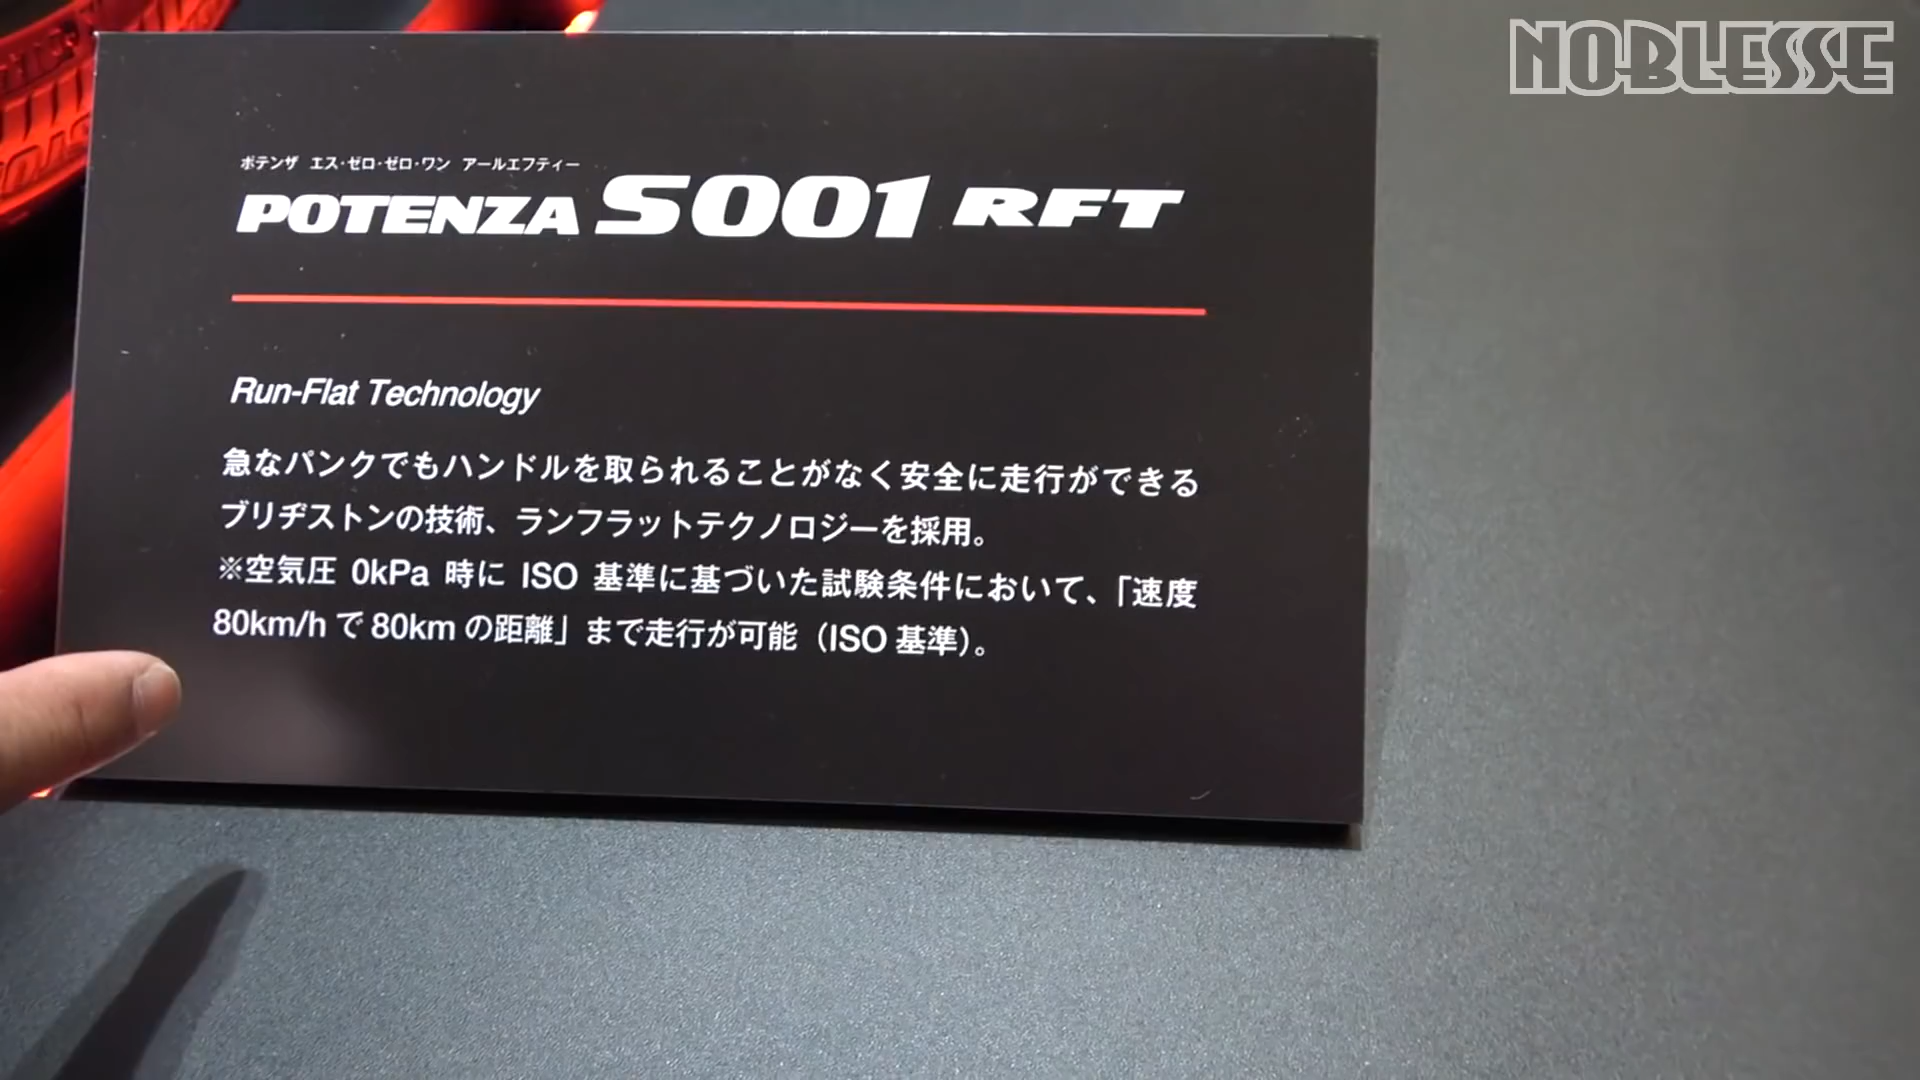 NOBLESSE
ポテンザ エス・ゼロ・ゼロ・ワン アールエフティー
POTENZA S001 RFT
Run-Flat Technology
急なパンクでもハンドルを取られることがなく安全に走行ができる
ブリヂストンの技術、ランフラットテクノロジーを採用。
※空気圧 0kPa 時に ISO 基準に基づいた試験条件において、「速度
80km/h で 80km の距離」まで走行が可能（ISO 基準）。